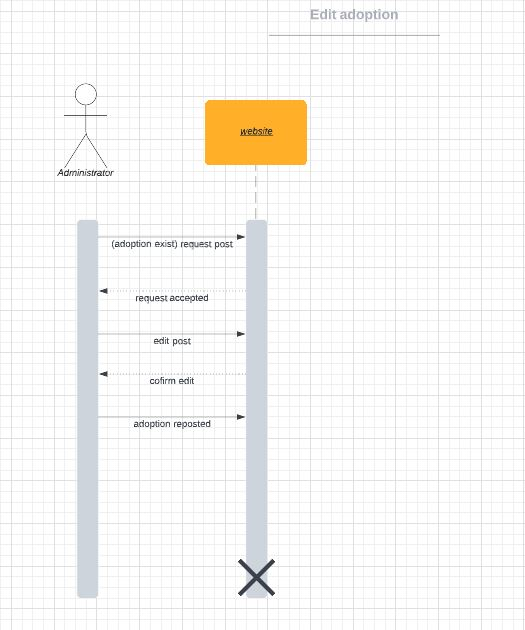 Edit adoption
website
Administrator
(adoption exist) request post
request accepted
edit post
cofirm edit
adoption reposted